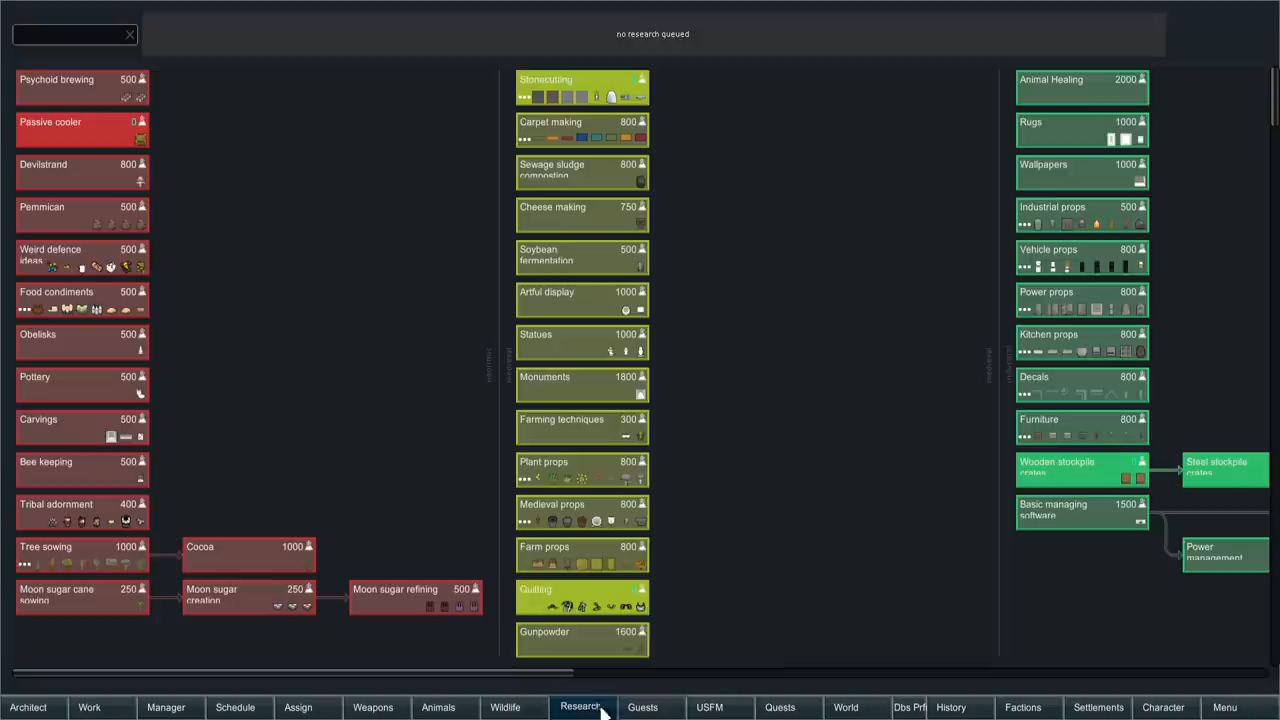 no research queued
Psychoid brewing 500
Passive cooler 0
Devilstrand 800
Pemmican 500
Weird defence 500
ideas
Food condiments 500
Obelisks 500
Pottery 500
Carvings 500
Bee keeping 500
Tribal adornment 400
Tree sowing 1000
Cocoa 1000
Moon sugar cane 250
sowing
Moon sugar 250
creation
Moon sugar refining 500
Stonecutting
Carpet making 800
Sewage sludge 800
composting
Cheese making 750
Soybean 500
fermentation
Artful display 1000
Statues 1000
Monuments 1800
Farming techniques 300
Plant props 800
Medieval props 800
Farm props 800
Quilting
Gunpowder 1600
Animal Healing 2000
Rugs 1000
Wallpapers 1000
Industrial props 500
Vehicle props 800
Power props 800
Kitchen props 800
Decals 800
Furniture 800
Wooden stockpile 0
crates
Steel stockpile
crates
Basic managing 1500
software
Power
management
Architect
Work
Manager
Schedule
Assign
Weapons
Animals
Wildlife
Research
Guests
USFM
Quests
World
Dbs Prfi
History
Factions
Settlements
Character
Menu